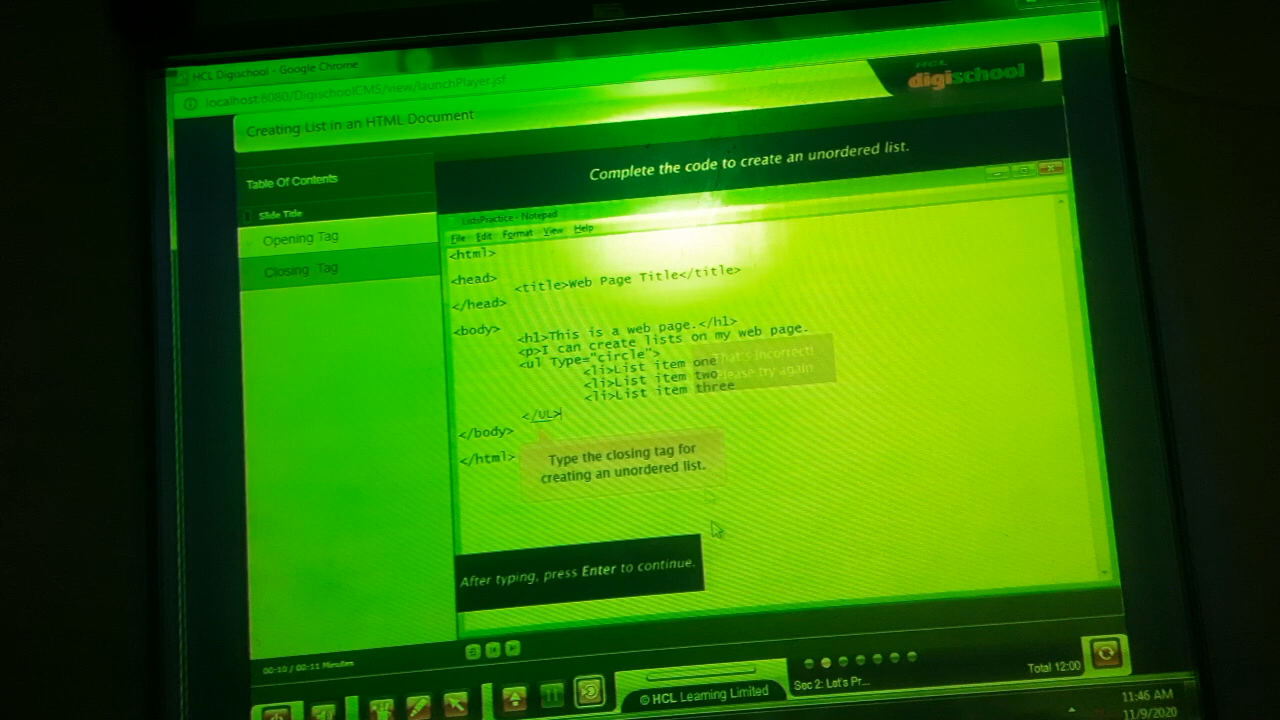 HCL Digischool - Google Chrome
localhost:8080/DigischoolCMS/view/launchPlayer.jsf
HCL
digischool
Creating List in an HTML Document
Table Of Contents
Slide Title
Opening Tag
Closing Tag
Complete the code to create an unordered list.
ListsPractice - Notepad
File Edit Format View Help
<html>
<head>
<title>Web Page Title</title>
</head>
<body>
<h1>This is a web page.</h1>
<p>I can create lists on my web page.
<ul Type="circle">
<li>List item one
<li>List item two
<li>List item three
</UL>
</body>
</html>
That's incorrect!
Please try again
Type the closing tag for
creating an unordered list.
After typing, press Enter to continue.
00:10 / 00:11 Minutes
© HCL Learning Limited
Sec 2: Let's Pr...
Total 12:00
11:46 AM
11/9/2020